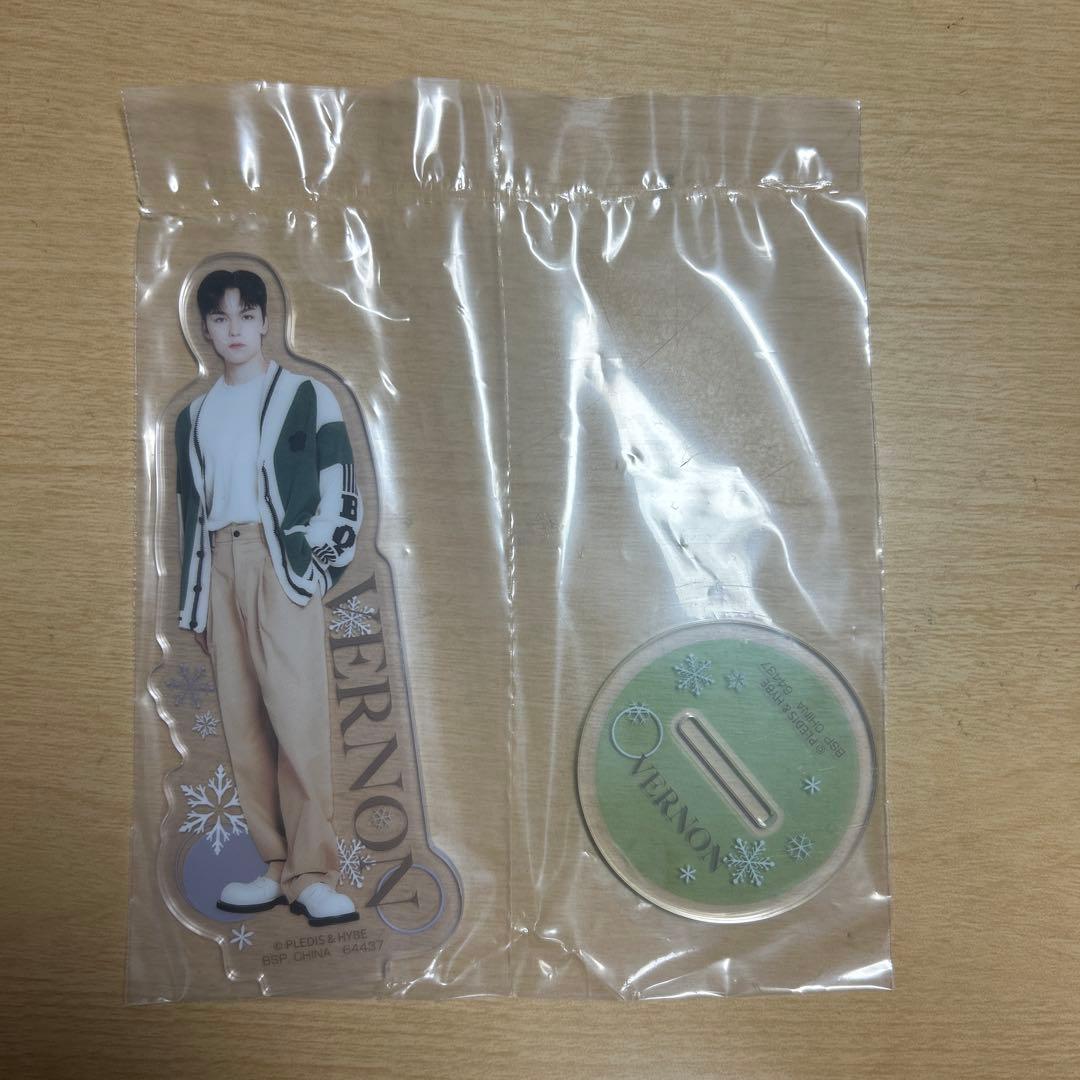 VERNON
© PLEDIS & HYBE
BSP CHINA 64437
VERNON
© PLEDIS & HYBE
BSP CHINA 64437